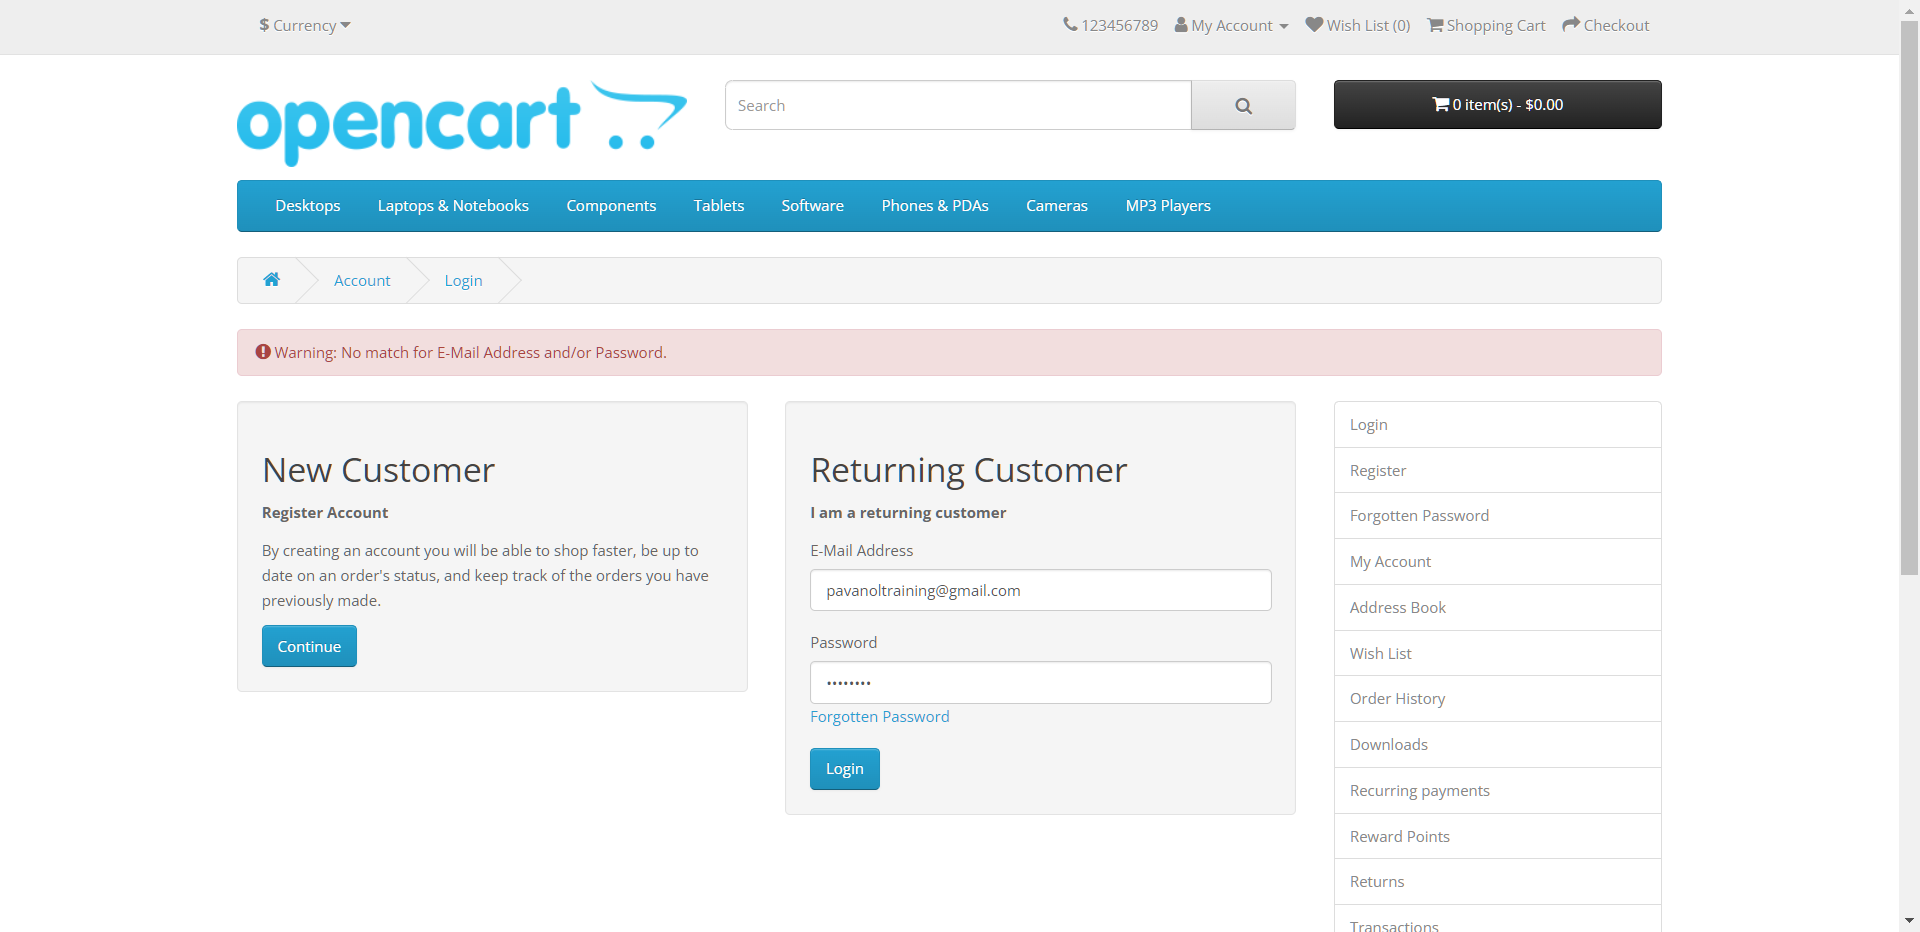 $ Currency
123456789 My Account Wish List (0) Shopping Cart Checkout
opencart
Search
0 item(s) - $0.00
Desktops Laptops & Notebooks Components Tablets Software Phones & PDAs Cameras MP3 Players
Account Login
Warning: No match for E-Mail Address and/or Password.
New Customer
Register Account
By creating an account you will be able to shop faster, be up to
date on an order's status, and keep track of the orders you have
previously made.
Continue
Returning Customer
I am a returning customer
E-Mail Address
pavanoltraining@gmail.com
Password
••••••••
Forgotten Password
Login
Login
Register
Forgotten Password
My Account
Address Book
Wish List
Order History
Downloads
Recurring payments
Reward Points
Returns
Transactions